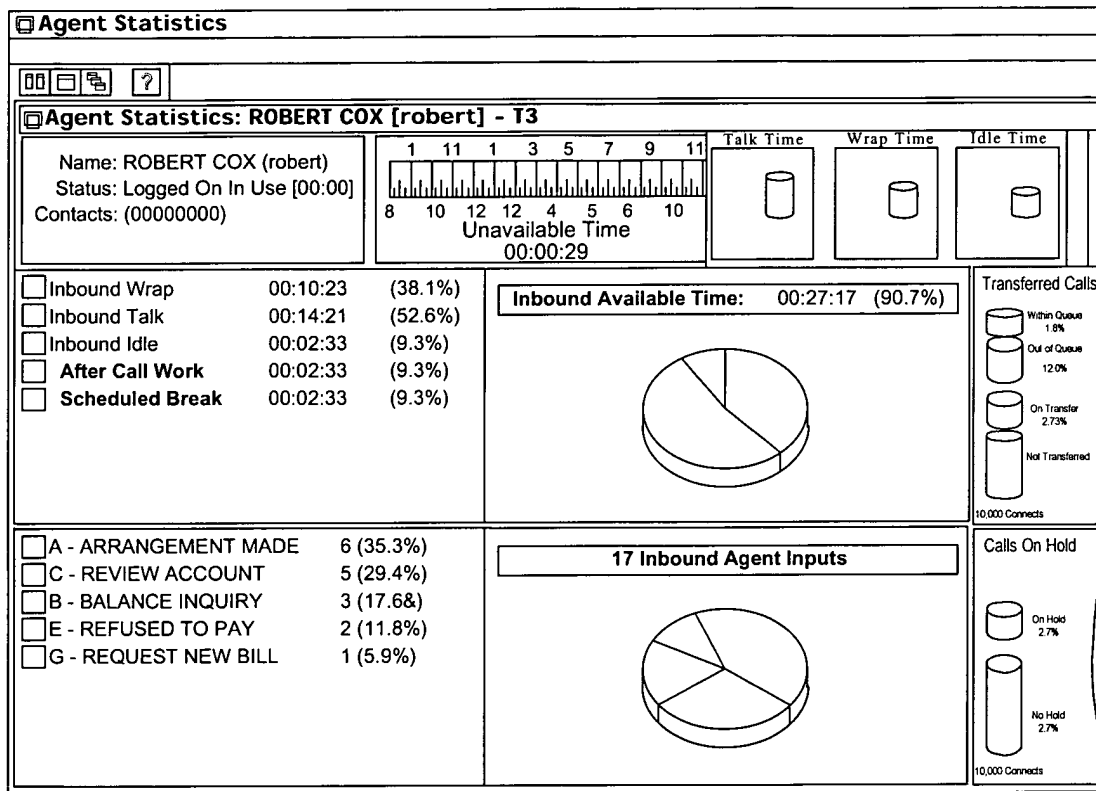 Agent Statistics
?
Agent Statistics: ROBERT COX [robert] - T3
Name: ROBERT COX (robert)
Status: Logged On In Use [00:00]
Contacts: (00000000)
1 11 1 3 5 7 9 11
8 10 12 12 4 5 6 10
Unavailable Time
00:00:29
Talk Time Wrap Time Idle Time
Inbound Wrap 00:10:23 (38.1%)
Inbound Talk 00:14:21 (52.6%)
Inbound Idle 00:02:33 (9.3%)
After Call Work 00:02:33 (9.3%)
Scheduled Break 00:02:33 (9.3%)
Inbound Available Time: 00:27:17 (90.7%)
Transferred Calls
Within Queue
1.8%
Out of Queue
12.0%
On Transfer
2.73%
Not Transferred
10,000 Connects
A - ARRANGEMENT MADE 6 (35.3%)
C - REVIEW ACCOUNT 5 (29.4%)
B - BALANCE INQUIRY 3 (17.6&)
E - REFUSED TO PAY 2 (11.8%)
G - REQUEST NEW BILL 1 (5.9%)
17 Inbound Agent Inputs
Calls On Hold
On Hold
2.7%
No Hold
2.7%
10,000 Connects